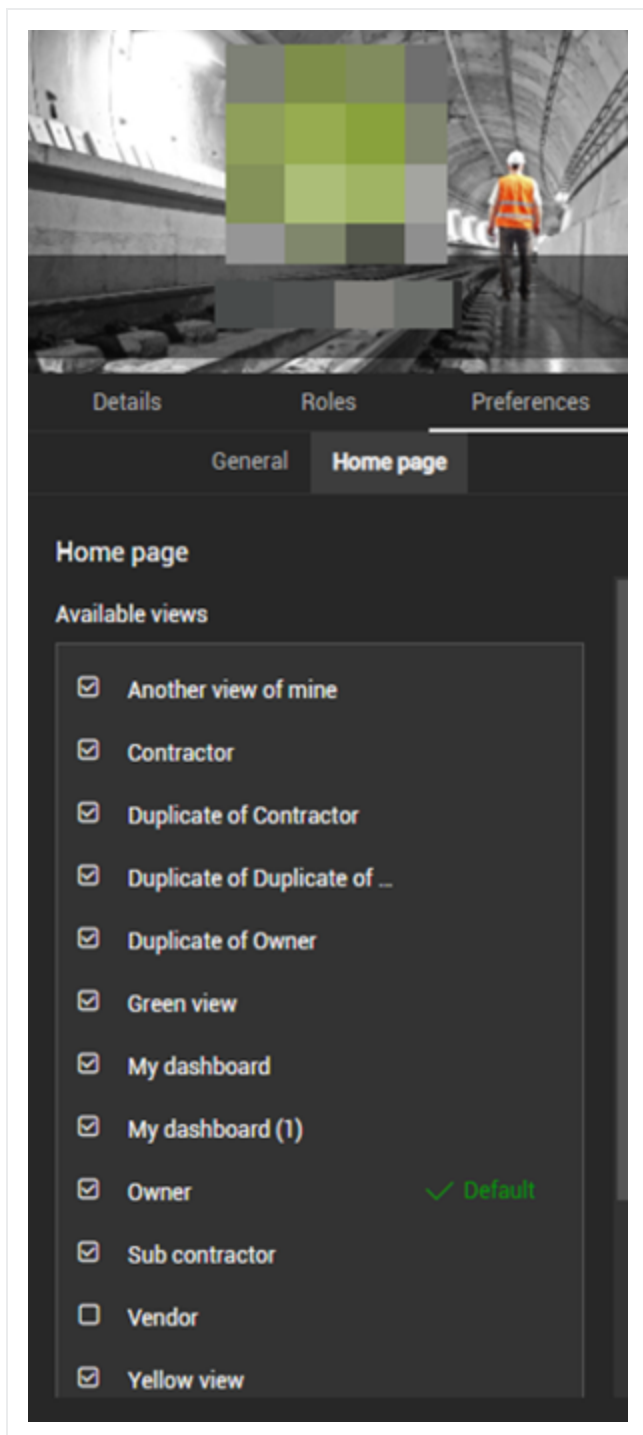 Details Roles Preferences
General Home page
Home page
Available views
Another view of mine
Contractor
Duplicate of Contractor
Duplicate of Duplicate of ...
Duplicate of Owner
Green view
My dashboard
My dashboard (1)
Owner Default
Sub contractor
Vendor
Yellow view